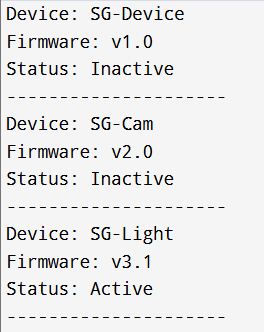 Device: SG-Device
Firmware: v1.0
Status: Inactive
---------------------
Device: SG-Cam
Firmware: v2.0
Status: Inactive
---------------------
Device: SG-Light
Firmware: v3.1
Status: Active
---------------------